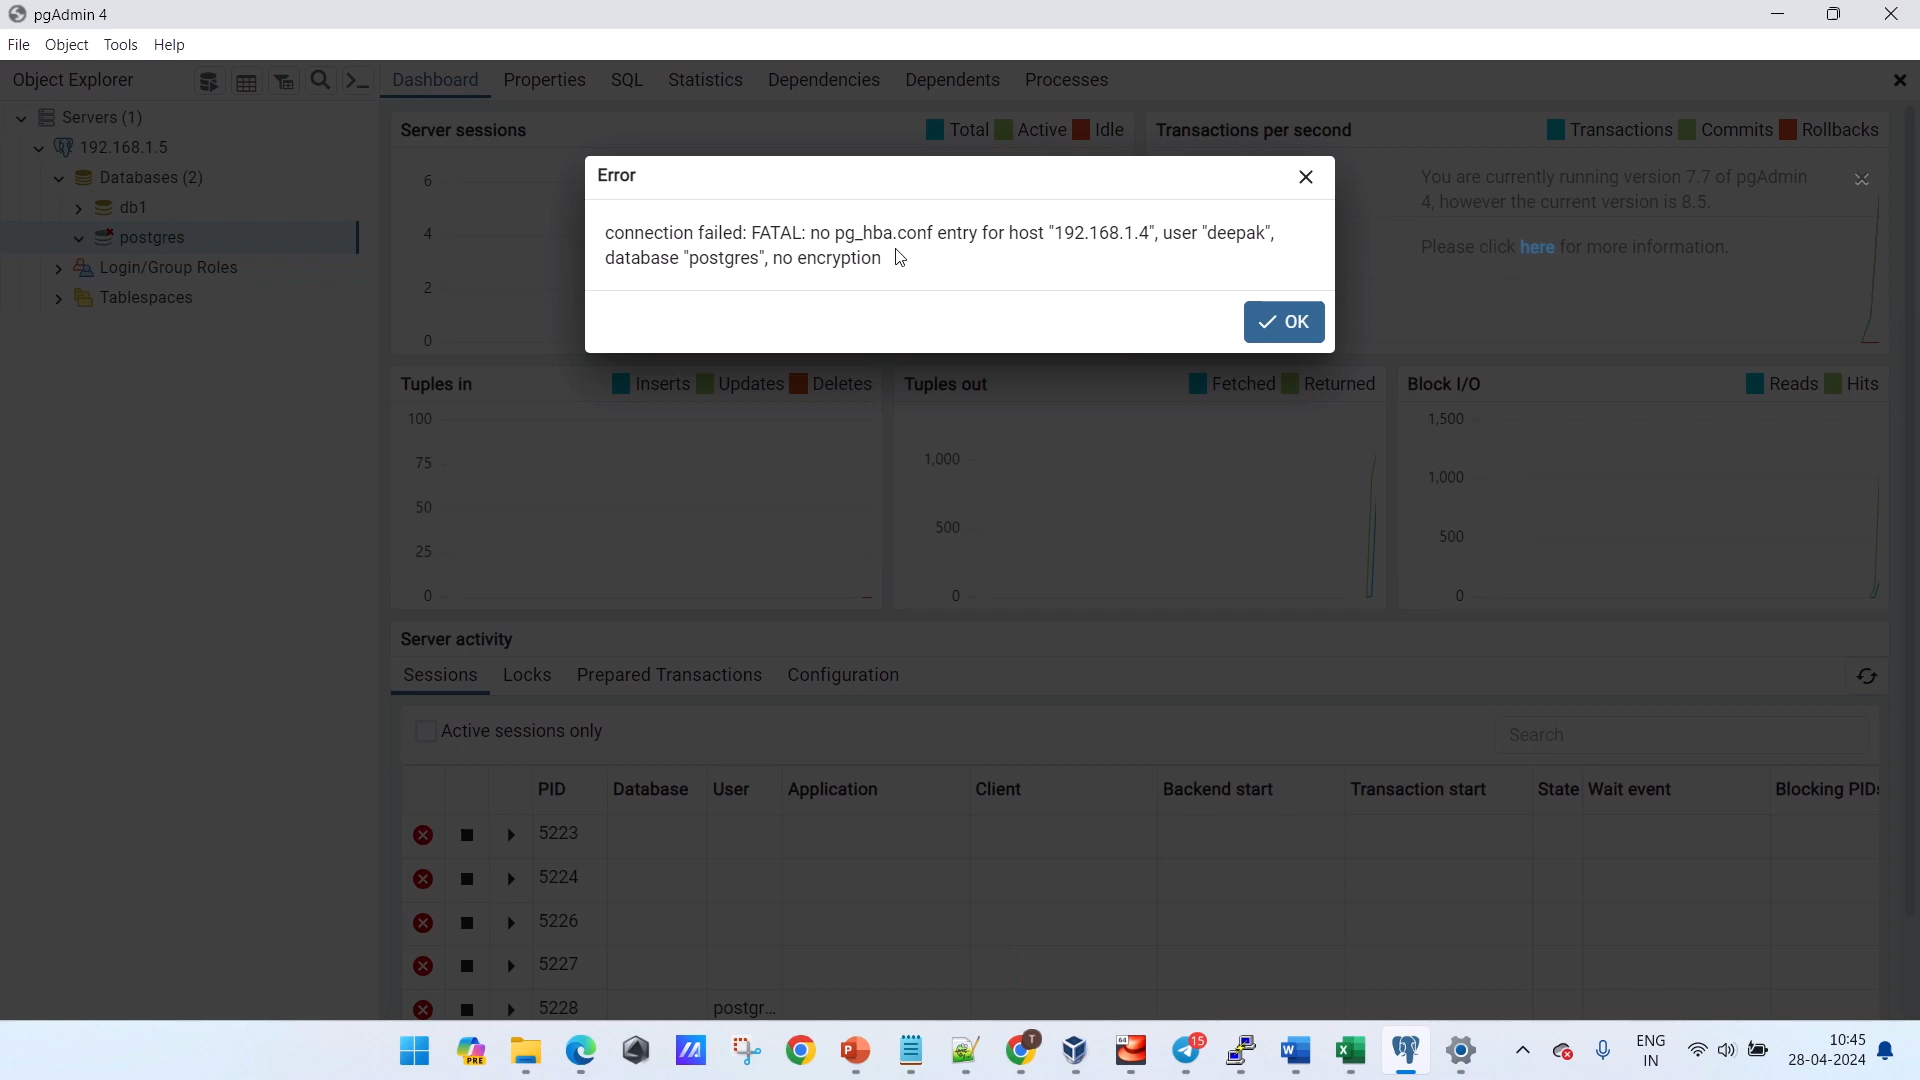 pgAdmin 4
File Object Tools Help
Object Explorer
Dashboard Properties SQL Statistics Dependencies Dependents Processes
Servers (1)
192.168.1.5
Databases (2)
db1
postgres
Login/Group Roles
Tablespaces
Server sessions
Total Active Idle
6
4
2
0
Transactions per second
Transactions Commits Rollbacks
You are currently running version 7.7 of pgAdmin
4, however the current version is 8.5.
Please click here for more information.
Error
connection failed: FATAL: no pg_hba.conf entry for host "192.168.1.4", user "deepak",
database "postgres", no encryption
OK
Tuples in
Inserts Updates Deletes
100
75
50
25
0
Tuples out
Fetched Returned
1,000
500
0
Block I/O
Reads Hits
1,500
1,000
500
0
Server activity
Sessions Locks Prepared Transactions Configuration
Active sessions only
Search
PID Database User Application Client Backend start Transaction start State Wait event Blocking PIDs
5223
5224
5226
5227
5228 postgr...
PRE
64
T
15
ENG
IN
10:45
28-04-2024